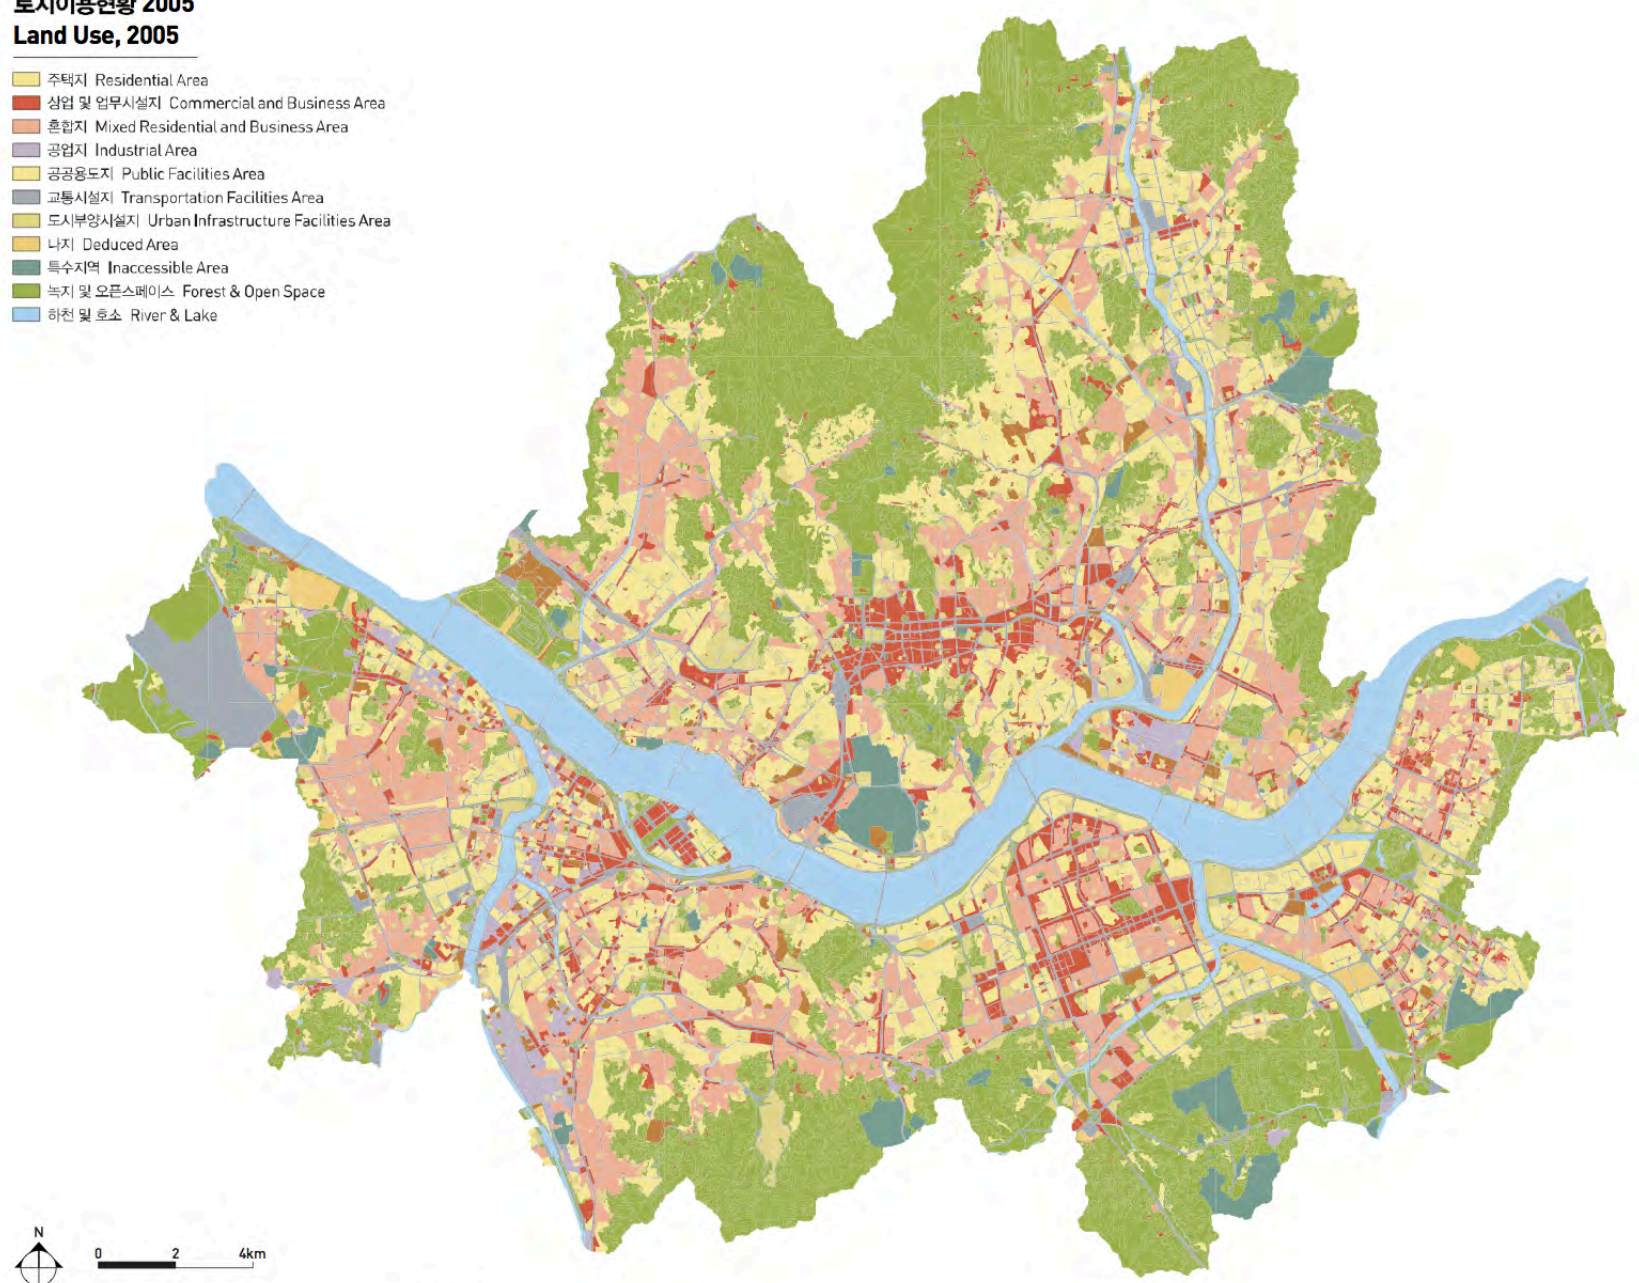 토지이용현황 2005
Land Use, 2005
주택지 Residential Area
상업 및 업무시설지 Commercial and Business Area
혼합지 Mixed Residential and Business Area
공업지 Industrial Area
공공용도지 Public Facilities Area
교통시설지 Transportation Facilities Area
도시부양시설지 Urban Infrastructure Facilities Area
나지 Deduced Area
특수지역 Inaccessible Area
녹지 및 오픈스페이스 Forest & Open Space
하천 및 호소 River & Lake
N
0 2 4km